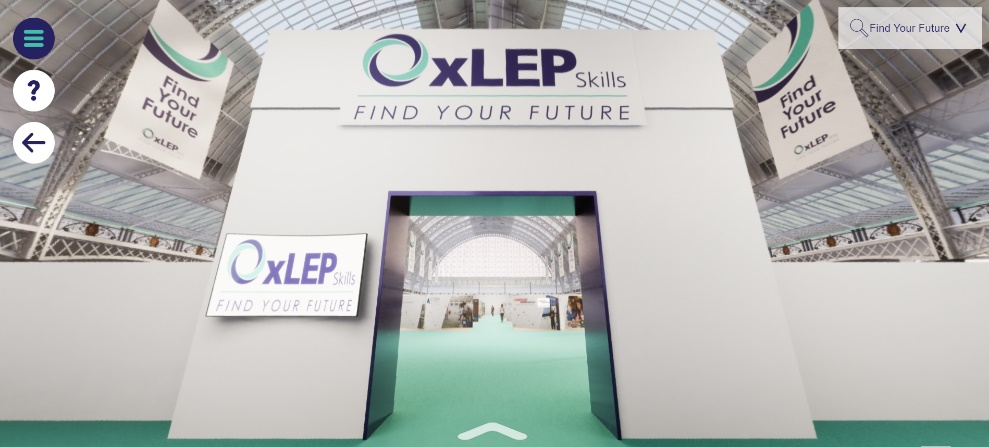 ?
Find Your Future V
OxLEP Skills
FIND YOUR FUTURE
Find
Your
Future
OxLEP
Find
Your
Future
OxLEP
OxLEP Skills
FIND YOUR FUTURE